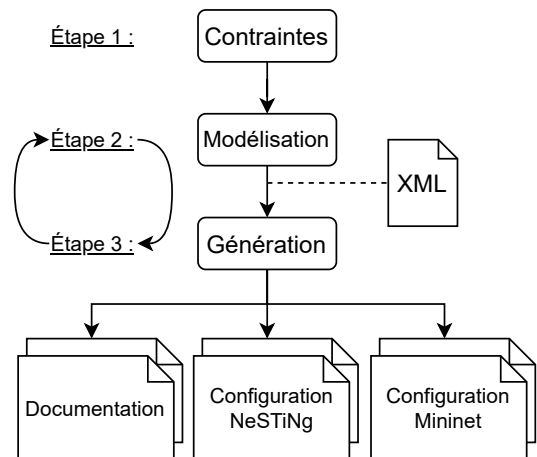 Étape 1 :
Contraintes
Étape 2 :
Modélisation
XML
Étape 3 :
Génération
Documentation
Configuration
NeSTiNg
Configuration
Mininet